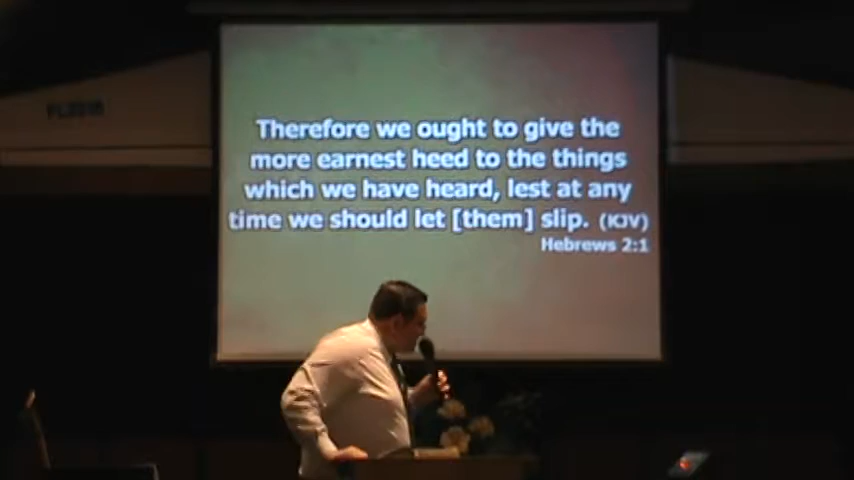 Therefore we ought to give the
more earnest heed to the things
which we have heard, lest at any
time we should let [them] slip. (KJV)
Hebrews 2:1